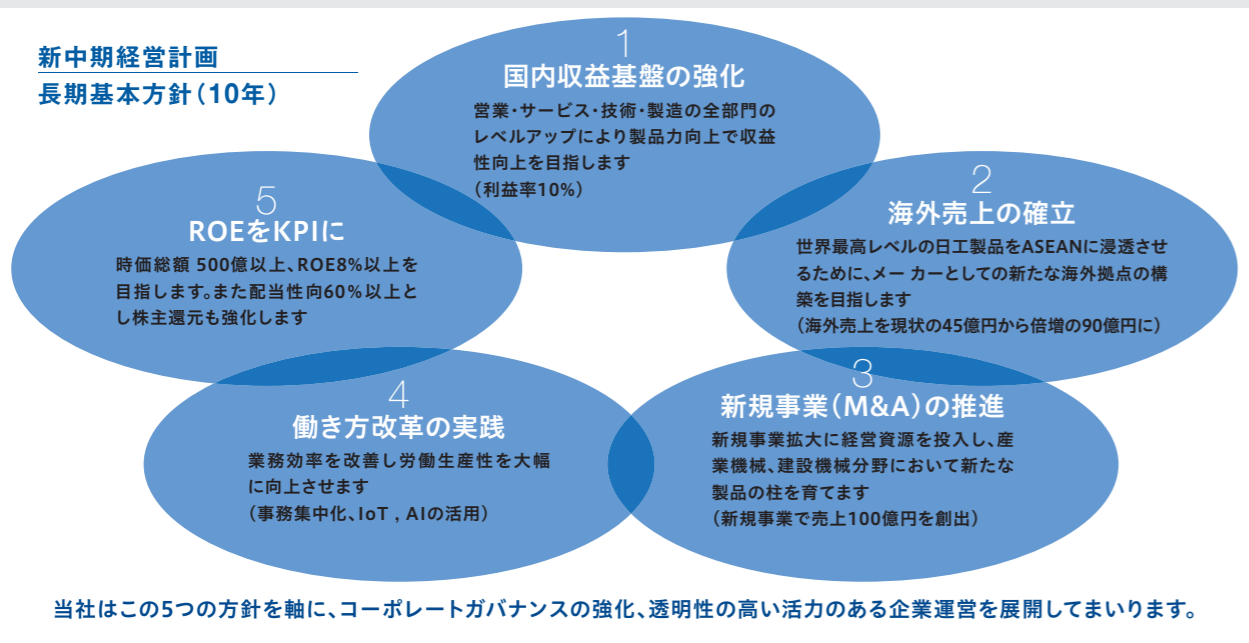 新中期経営計画
長期基本方針（10年）
1
国内収益基盤の強化
営業・サービス・技術・製造の全部門の
レベルアップにより製品力向上で収益
性向上を目指します
（利益率10%）
2
海外売上の確立
世界最高レベルの日工製品をASEANに浸透させ
るために、メー カーとしての新たな海外拠点の構
築を目指します
（海外売上を現状の45億円から倍増の90億円に）
3
新規事業（M&A）の推進
新規事業拡大に経営資源を投入し、産
業機械、建設機械分野において新たな
製品の柱を育てます
（新規事業で売上100億円を創出）
4
働き方改革の実践
業務効率を改善し労働生産性を大幅
に向上させます
（事務集中化、IoT , AIの活用）
5
ROEをKPIに
時価総額 500億以上、ROE8%以上を
目指します。また配当性向60%以上と
し株主還元も強化します
当社はこの5つの方針を軸に、コーポレートガバナンスの強化、透明性の高い活力のある企業運営を展開してまいります。